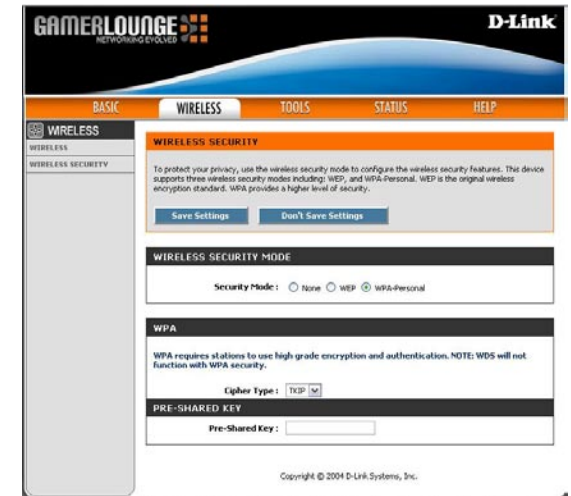 GAMERLOUNGE
NETWORKING EVOLVED
D-Link
BASIC WIRELESS TOOLS STATUS HELP
WIRELESS
WIRELESS
WIRELESS SECURITY
WIRELESS SECURITY
To protect your privacy, use the wireless security mode to configure the wireless security features. This device
supports three wireless security modes including: WEP, and WPA-Personal. WEP is the original wireless
encryption standard. WPA provides a higher level of security.
Save Settings Don't Save Settings
WIRELESS SECURITY MODE
Security Mode : None WEP WPA-Personal
WPA
WPA requires stations to use high grade encryption and authentication. NOTE: WDS will not
function with WPA security.
Cipher Type : TKIP
PRE-SHARED KEY
Pre-Shared Key :
Copyright © 2004 D-Link Systems, Inc.